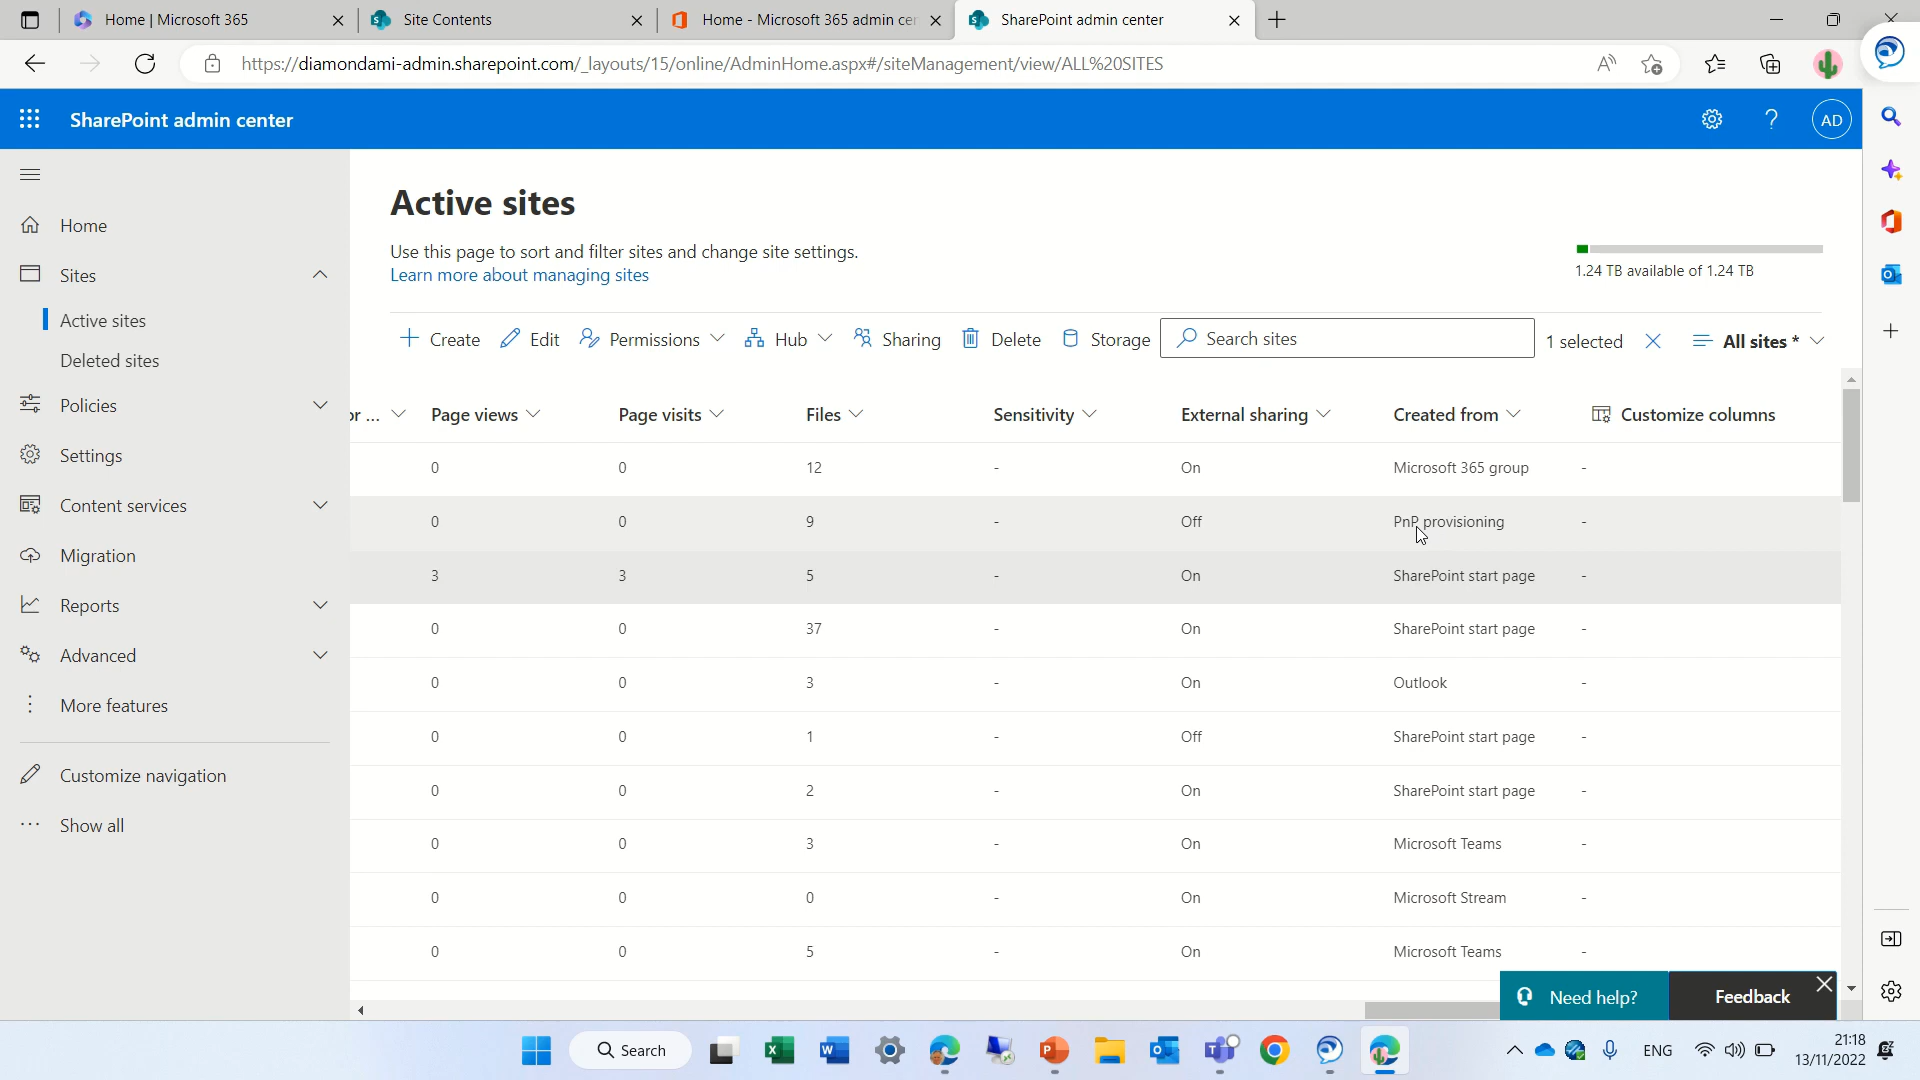 Home | Microsoft 365
Site Contents
Home - Microsoft 365 admin cer
SharePoint admin center
https://diamondami-admin.sharepoint.com/_layouts/15/online/AdminHome.aspx#/siteManagement/view/ALL%20SITES
SharePoint admin center
AD
Home
Sites
Active sites
Deleted sites
Policies
Settings
Content services
Migration
Reports
Advanced
More features
Customize navigation
Show all
Active sites
Use this page to sort and filter sites and change site settings.
Learn more about managing sites
1.24 TB available of 1.24 TB
Create Edit Permissions Hub Sharing Delete Storage Search sites 1 selected All sites *
or ... Page views Page visits Files Sensitivity External sharing Created from Customize columns
0 0 12 - On Microsoft 365 group -
0 0 9 - Off PnP provisioning -
3 3 5 - On SharePoint start page -
0 0 37 - On SharePoint start page -
0 0 3 - On Outlook -
0 0 1 - Off SharePoint start page -
0 0 2 - On SharePoint start page -
0 0 3 - On Microsoft Teams -
0 0 0 - On Microsoft Stream -
0 0 5 - On Microsoft Teams -
Need help? Feedback
Search
ENG
21:18
13/11/2022